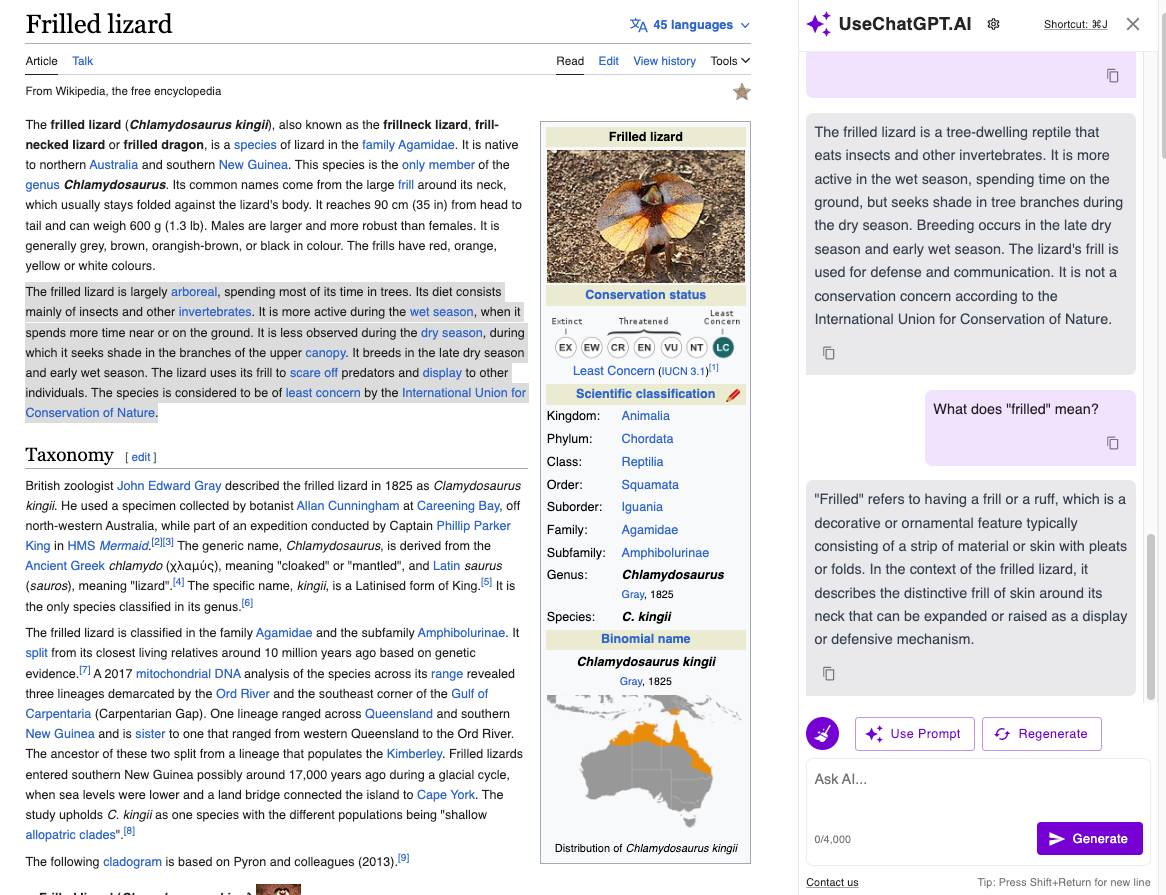 Frilled lizard
45 languages
Article Talk Read Edit View history Tools
From Wikipedia, the free encyclopedia
The frilled lizard (Chlamydosaurus kingii), also known as the frillneck lizard, frill-
necked lizard or frilled dragon, is a species of lizard in the family Agamidae. It is native
to northern Australia and southern New Guinea. This species is the only member of the
genus Chlamydosaurus. Its common names come from the large frill around its neck,
which usually stays folded against the lizard's body. It reaches 90 cm (35 in) from head to
tail and can weigh 600 g (1.3 lb). Males are larger and more robust than females. It is
generally grey, brown, orangish-brown, or black in colour. The frills have red, orange,
yellow or white colours.
The frilled lizard is largely arboreal, spending most of its time in trees. Its diet consists
mainly of insects and other invertebrates. It is more active during the wet season, when it
spends more time near or on the ground. It is less observed during the dry season, during
which it seeks shade in the branches of the upper canopy. It breeds in the late dry season
and early wet season. The lizard uses its frill to scare off predators and display to other
individuals. The species is considered to be of least concern by the International Union for
Conservation of Nature.
Taxonomy [ edit ]
British zoologist John Edward Gray described the frilled lizard in 1825 as Clamydosaurus
kingii. He used a specimen collected by botanist Allan Cunningham at Careening Bay, off
north-western Australia, while part of an expedition conducted by Captain Phillip Parker
King in HMS Mermaid.[2][3] The generic name, Chlamydosaurus, is derived from the
Ancient Greek chlamydo (χλαμύς), meaning "cloaked" or "mantled", and Latin saurus
(sauros), meaning "lizard".[4] The specific name, kingii, is a Latinised form of King.[5] It is
the only species classified in its genus.[6]
The frilled lizard is classified in the family Agamidae and the subfamily Amphibolurinae. It
split from its closest living relatives around 10 million years ago based on genetic
evidence.[7] A 2017 mitochondrial DNA analysis of the species across its range revealed
three lineages demarcated by the Ord River and the southeast corner of the Gulf of
Carpentaria (Carpentarian Gap). One lineage ranged across Queensland and southern
New Guinea and is sister to one that ranged from western Queensland to the Ord River.
The ancestor of these two split from a lineage that populates the Kimberley. Frilled lizards
entered southern New Guinea possibly around 17,000 years ago during a glacial cycle,
when sea levels were lower and a land bridge connected the island to Cape York. The
study upholds C. kingii as one species with the different populations being "shallow
allopatric clades".[8]
The following cladogram is based on Pyron and colleagues (2013).[9]
Frilled lizard
Conservation status
Extinct Threatened Least
Concern
EX EW CR EN VU NT LC
Least Concern (IUCN 3.1)[1]
Scientific classification
Kingdom: Animalia
Phylum: Chordata
Class: Reptilia
Order: Squamata
Suborder: Iguania
Family: Agamidae
Subfamily: Amphibolurinae
Genus: Chlamydosaurus
Gray, 1825
Species: C. kingii
Binomial name
Chlamydosaurus kingii
Gray, 1825
Distribution of Chlamydosaurus kingii
UseChatGPT.AI
Shortcut: ⌘J
The frilled lizard is a tree-dwelling reptile that
eats insects and other invertebrates. It is more
active in the wet season, spending time on the
ground, but seeks shade in tree branches during
the dry season. Breeding occurs in the late dry
season and early wet season. The lizard's frill is
used for defense and communication. It is not a
conservation concern according to the
International Union for Conservation of Nature.
What does "frilled" mean?
"Frilled" refers to having a frill or a ruff, which is a
decorative or ornamental feature typically
consisting of a strip of material or skin with pleats
or folds. In the context of the frilled lizard, it
describes the distinctive frill of skin around its
neck that can be expanded or raised as a display
or defensive mechanism.
Use Prompt
Regenerate
Ask AI...
0/4,000
Generate
Contact us
Tip: Press Shift+Return for new line